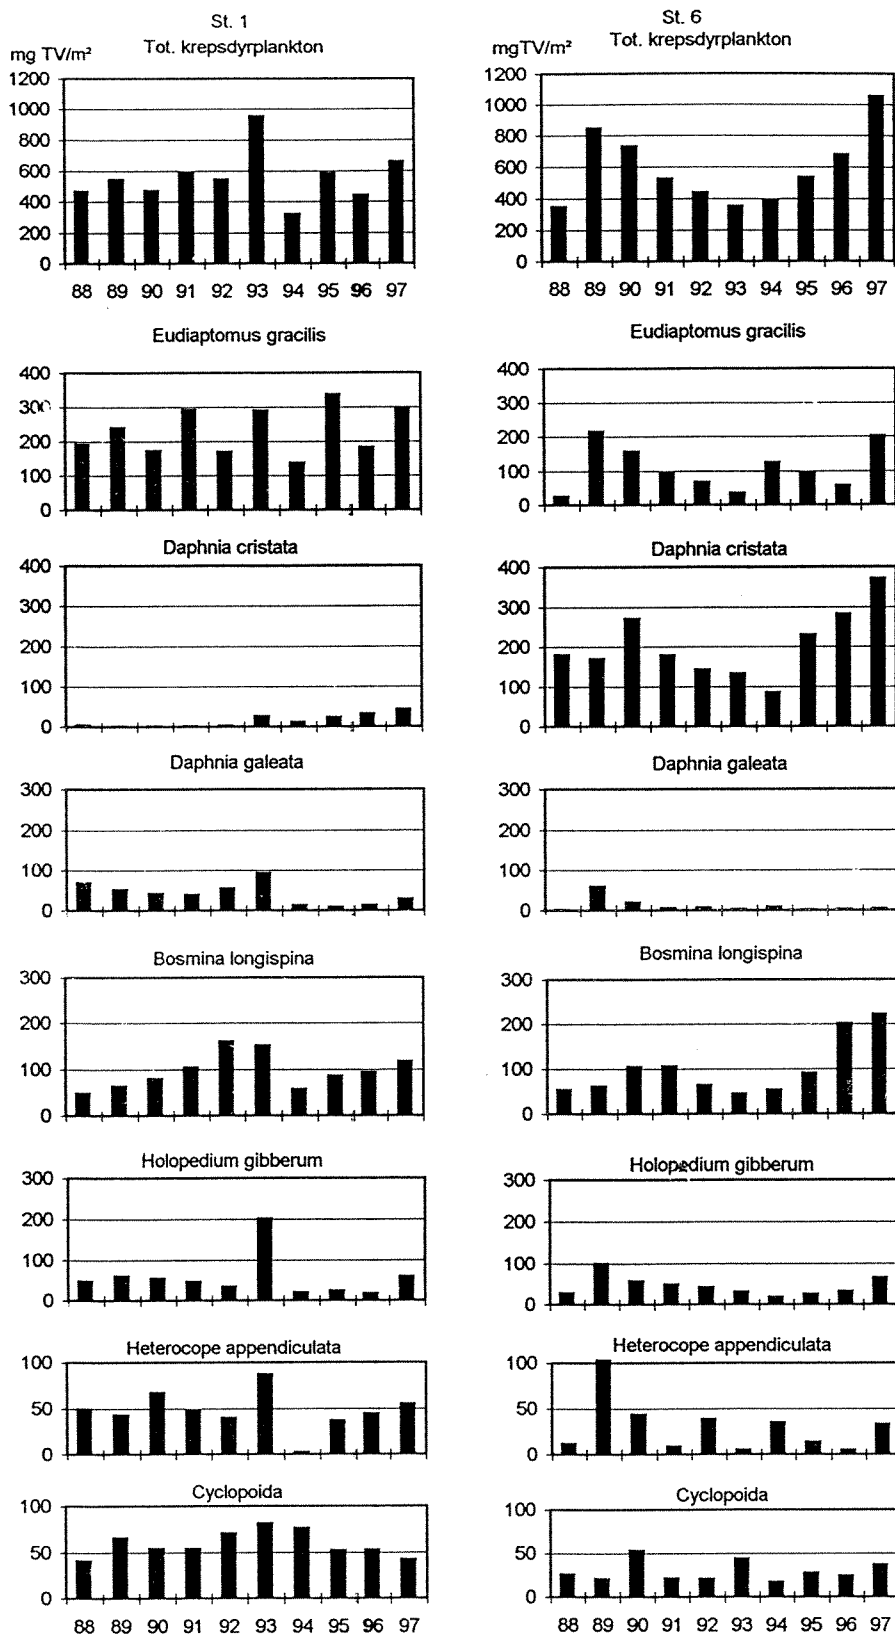 St. 1
Tot. krepsdyrplankton
mg TV/m²
1200
1000
800
600
400
200
0
88 89 90 91 92 93 94 95 96 97
Eudiaptomus gracilis
400
300
200
100
0
Daphnia cristata
400
300
200
100
0
Daphnia galeata
300
200
100
0
Bosmina longispina
300
200
100
0
Holopedium gibberum
300
200
100
0
Heterocope appendiculata
100
50
0
Cyclopoida
100
50
0
88 89 90 91 92 93 94 95 96 97
St. 6
Tot. krepsdyrplankton
mgTV/m²
1200
1000
800
600
400
200
0
88 89 90 91 92 93 94 95 96 97
Eudiaptomus gracilis
400
300
200
100
0
Daphnia cristata
400
300
200
100
0
Daphnia galeata
300
200
100
0
Bosmina longispina
300
200
100
0
Holopedium gibberum
300
200
100
0
Heterocope appendiculata
100
50
0
Cyclopoida
100
50
0
88 89 90 91 92 93 94 95 96 97